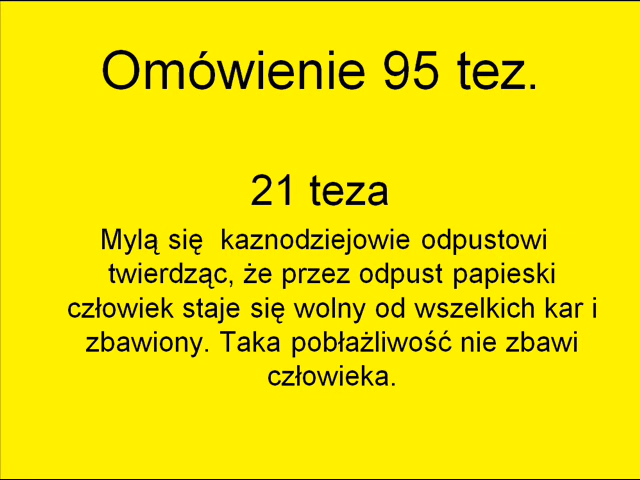 Omówienie 95 tez.
21 teza
Mylą się  kaznodziejowie odpustowi
twierdząc, że przez odpust papieski
człowiek staje się wolny od wszelkich kar i
zbawiony. Taka pobłażliwość nie zbawi
człowieka.